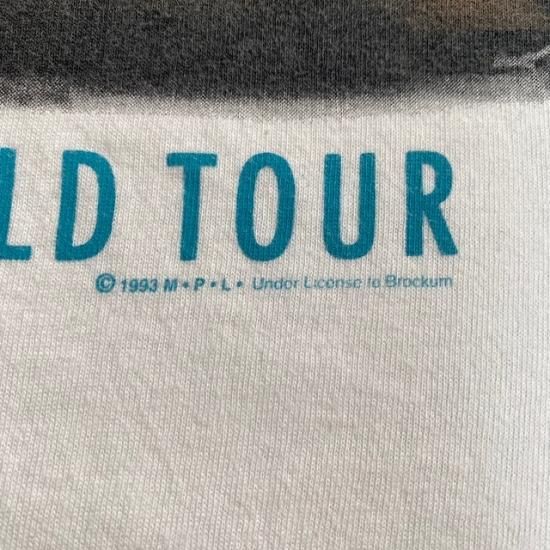 LD TOUR
© 1993 M • P • L • Under License to Brockum